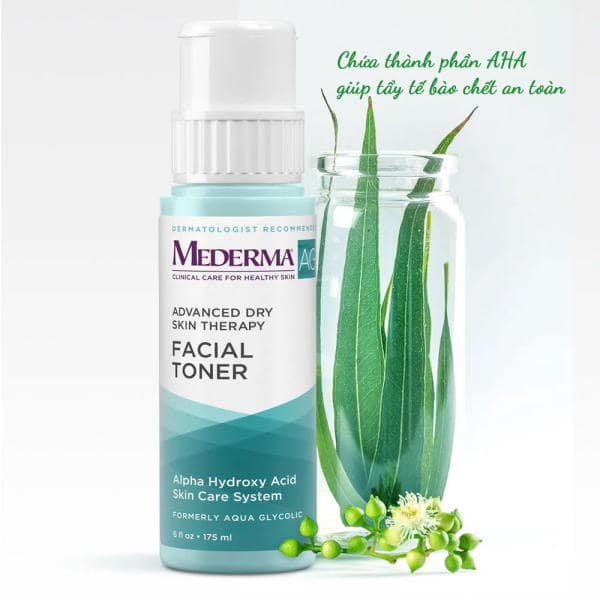 Chứa thành phần AHA
giúp tẩy tế bào chết an toàn
DERMATOLOGIST RECOMMENDED
MEDERMA® AG
CLINICAL CARE FOR HEALTHY SKIN
ADVANCED DRY
SKIN THERAPY
FACIAL
TONER
Alpha Hydroxy Acid
Skin Care System
FORMERLY AQUA GLYCOLIC
6 fl oz • 175 ml